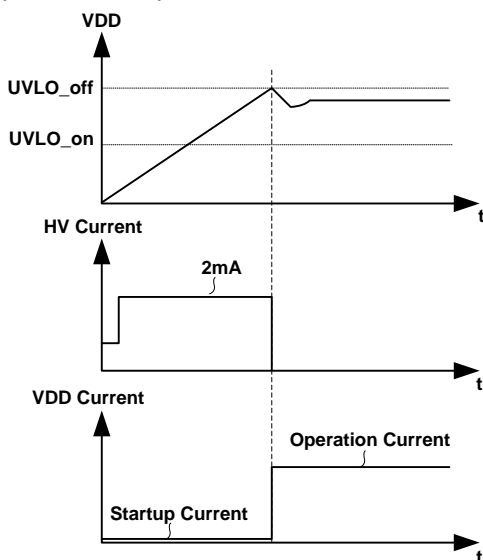 VDD
UVLO_off
UVLO_on
t
HV Current
2mA
t
VDD Current
Operation Current
Startup Current
t